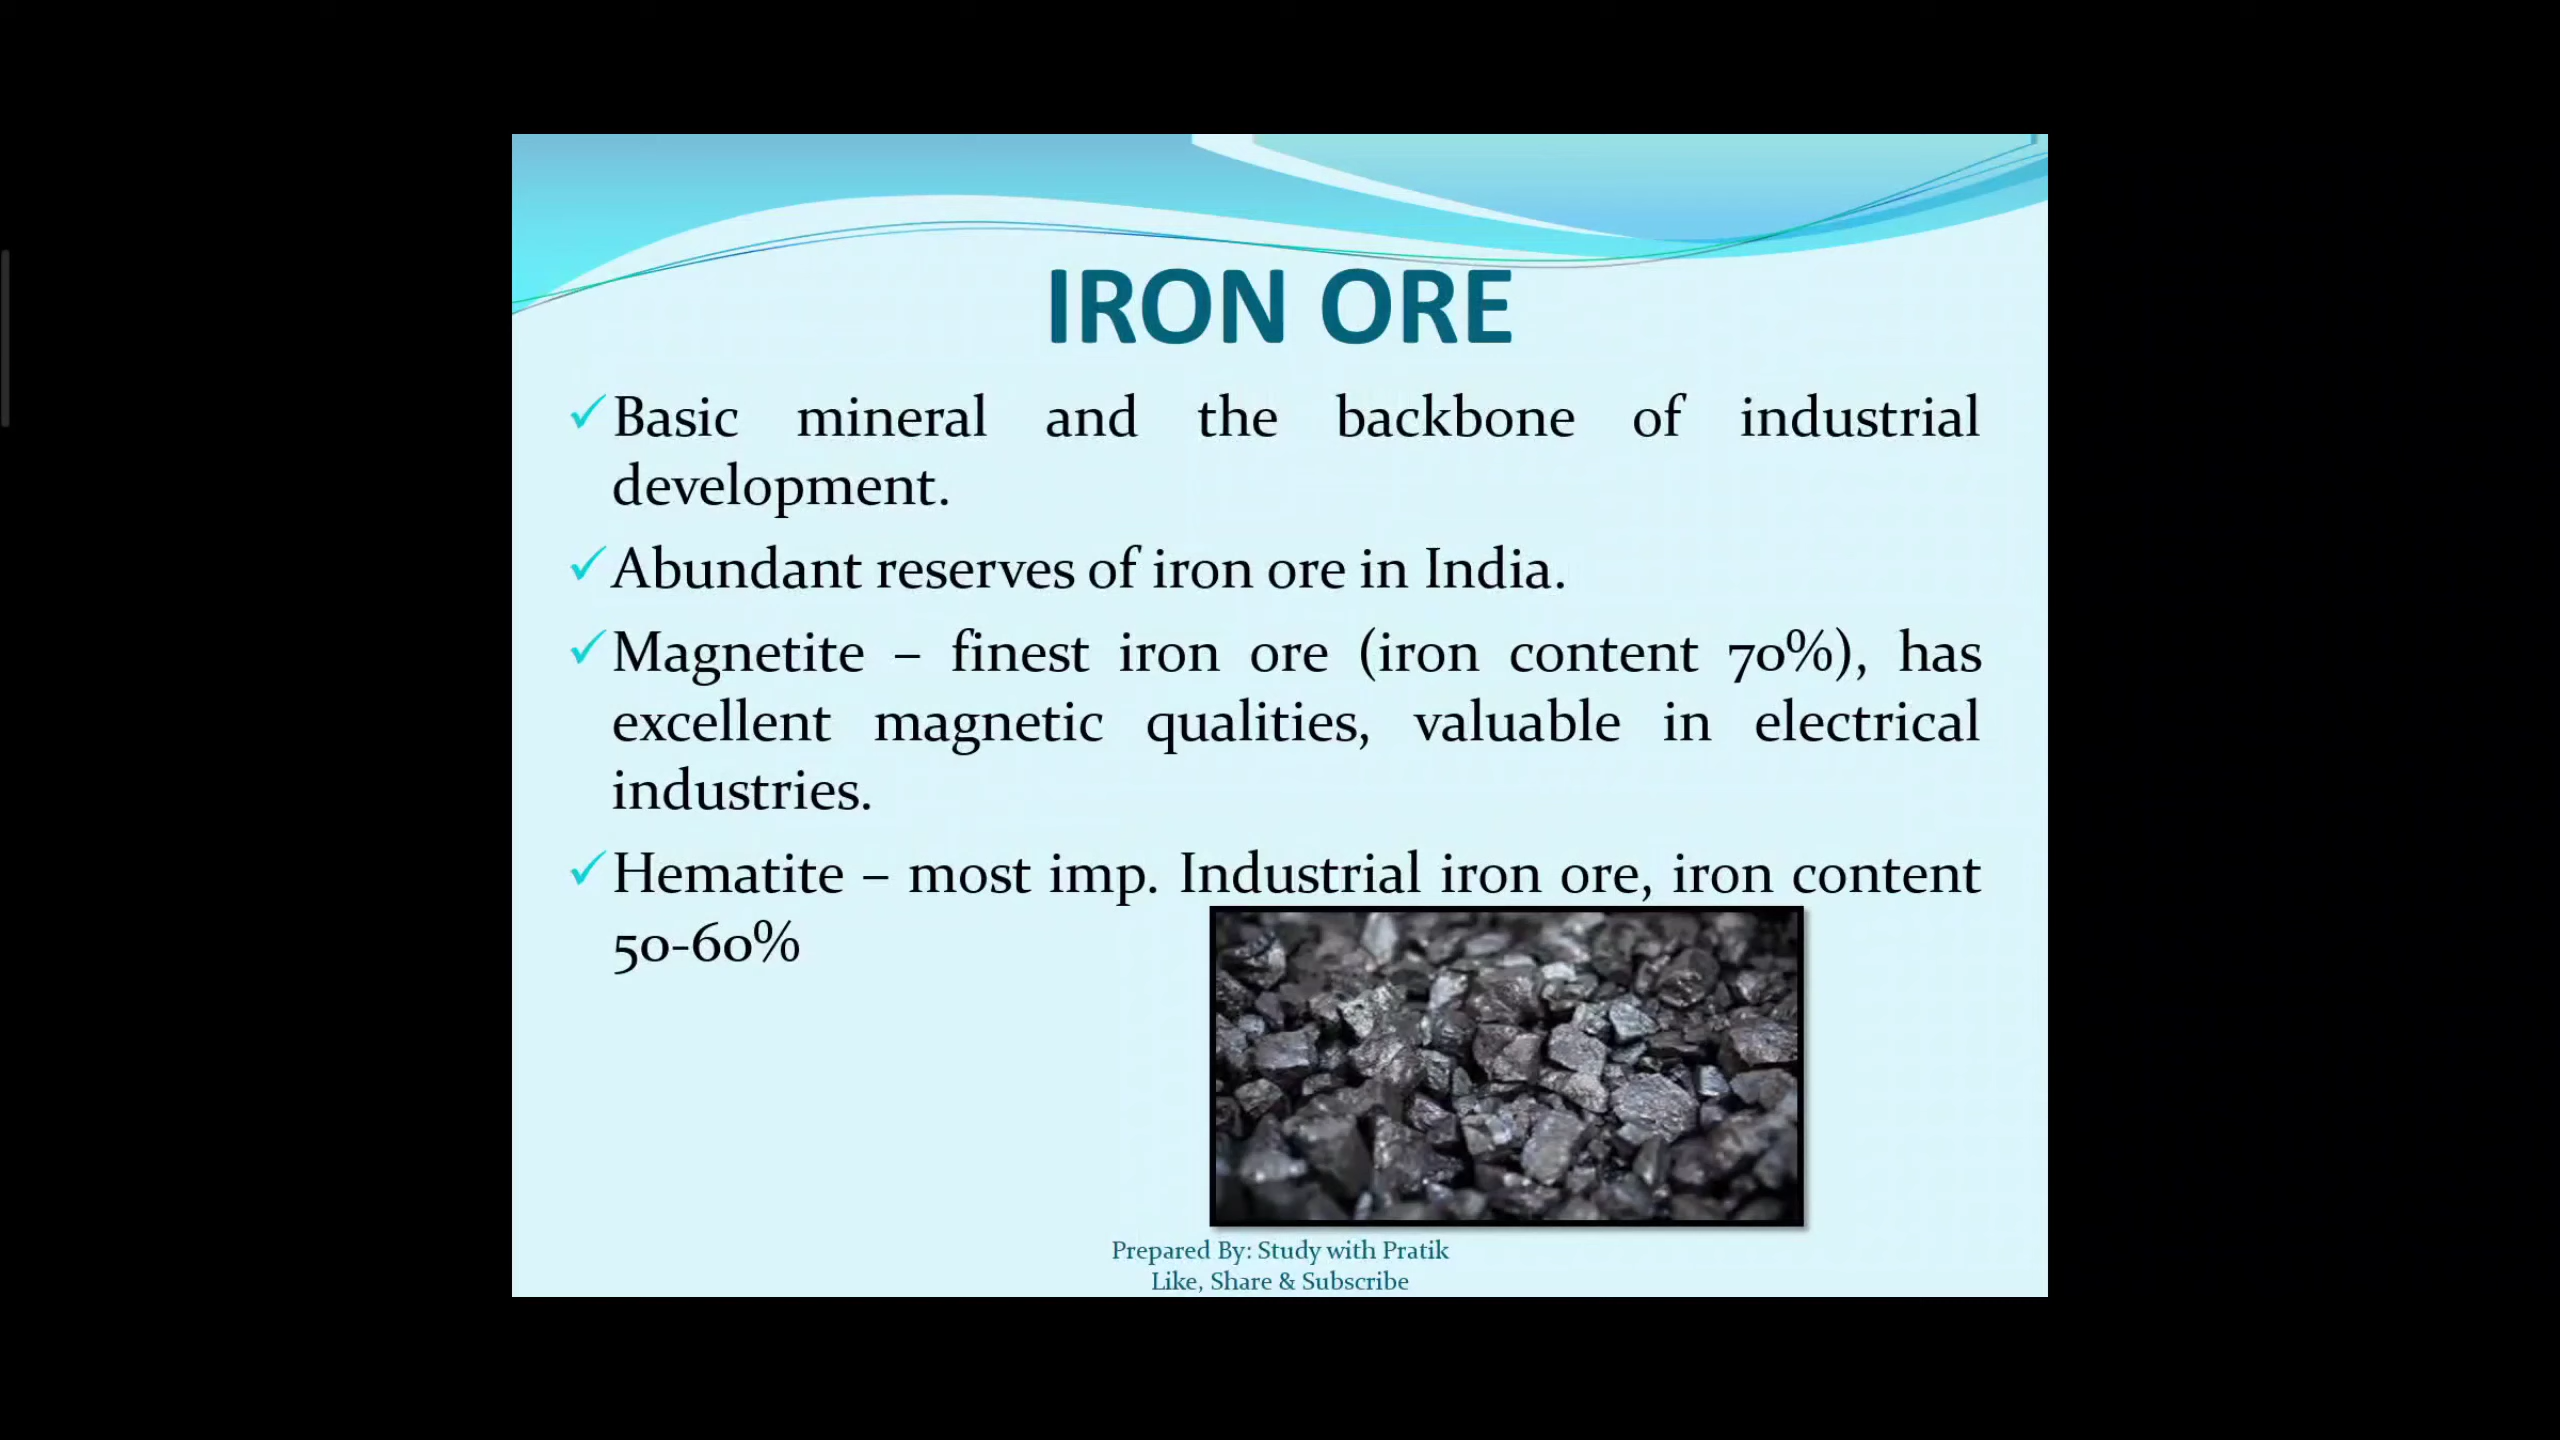 IRON ORE
Basic mineral and the backbone of industrial
development.
Abundant reserves of iron ore in India.
Magnetite – finest iron ore (iron content 70%), has
excellent magnetic qualities, valuable in electrical
industries.
Hematite – most imp. Industrial iron ore, iron content
50-60%
Prepared By: Study with Pratik
Like, Share & Subscribe